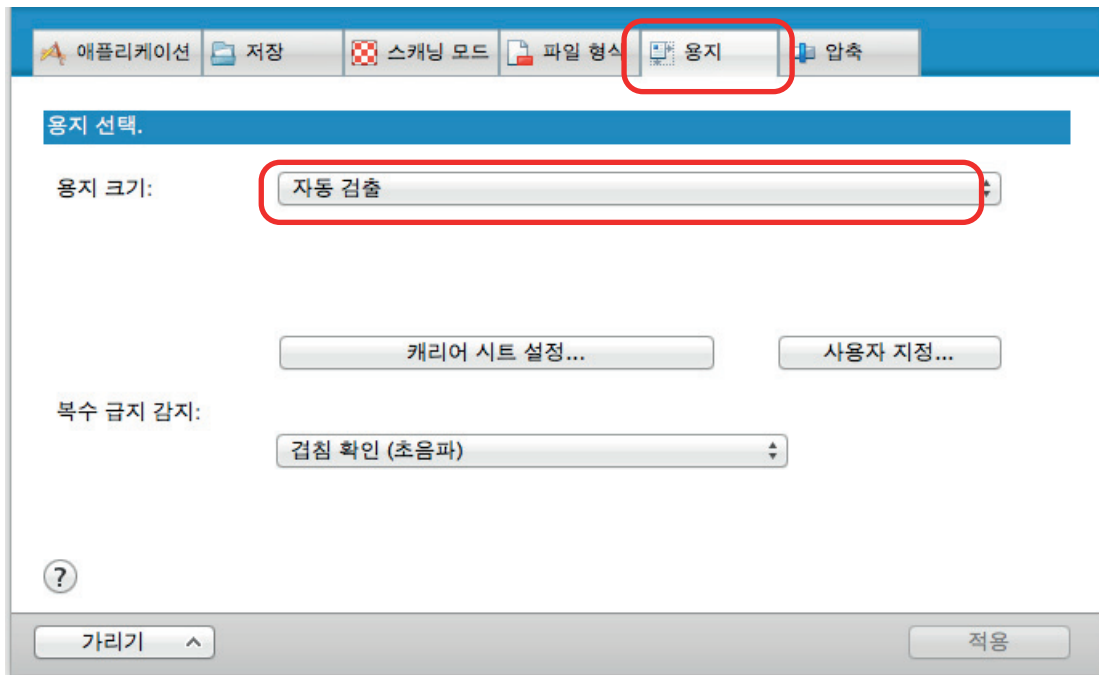 애플리케이션 저장 스캐닝 모드 파일 형식 용지 압축
용지 선택.
용지 크기: 자동 검출
캐리어 시트 설정... 사용자 지정...
복수 급지 감지:
겹침 확인 (초음파)
?
가리기 적용